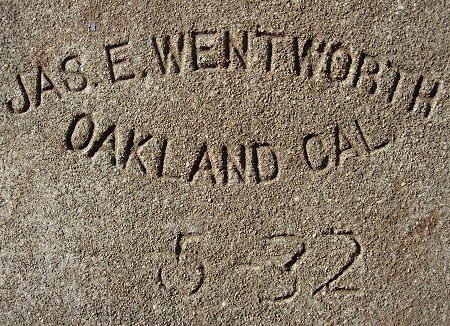 JAS. E. WENTWORTH
OAKLAND CAL
5-32